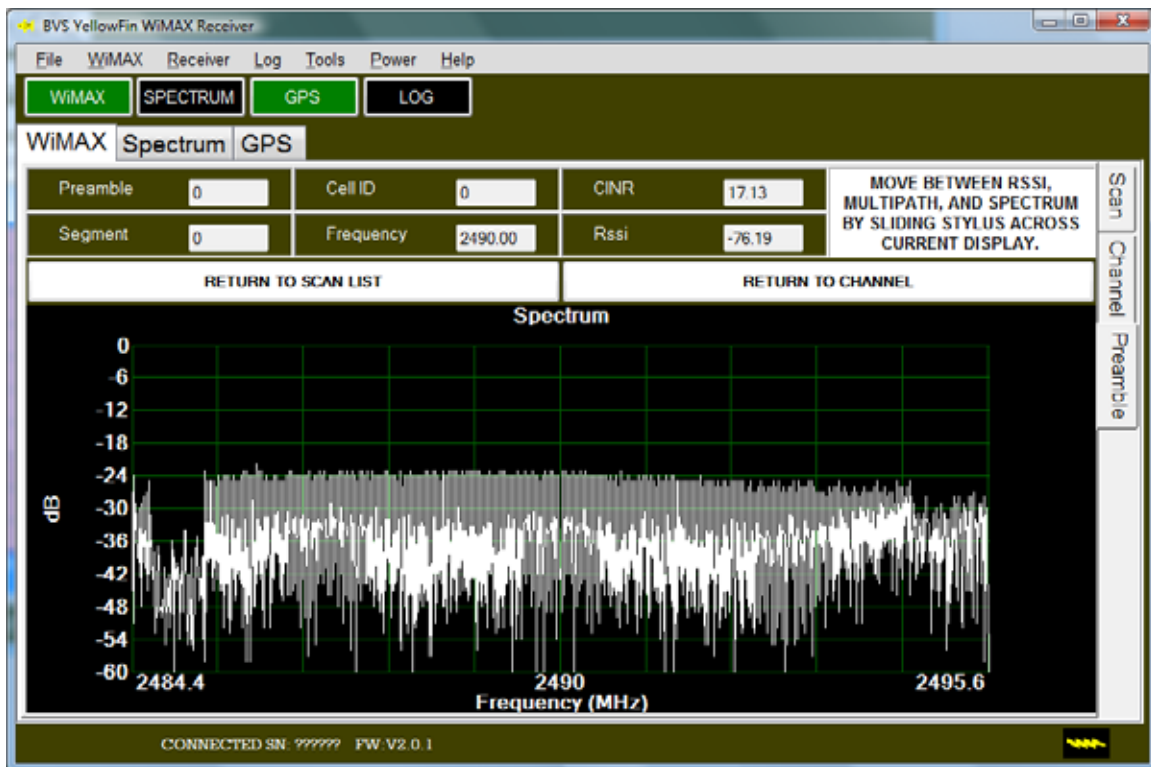 BVS YellowFin WiMAX Receiver
File WiMAX Receiver Log Tools Power Help
WiMAX SPECTRUM GPS LOG
WiMAX Spectrum GPS
Preamble 0 Cell ID 0 CINR 17.13
Segment 0 Frequency 2490.00 Rssi -76.19
MOVE BETWEEN RSSI,
MULTIPATH, AND SPECTRUM
BY SLIDING STYLUS ACROSS
CURRENT DISPLAY.
Scan
Channel
Preamble
RETURN TO SCAN LIST RETURN TO CHANNEL
Spectrum
0
-6
-12
-18
-24
-30
-36
-42
-48
-54
-60
dB
2484.4 2490 2495.6
Frequency (MHz)
CONNECTED SN: ?????? FW:V2.0.1